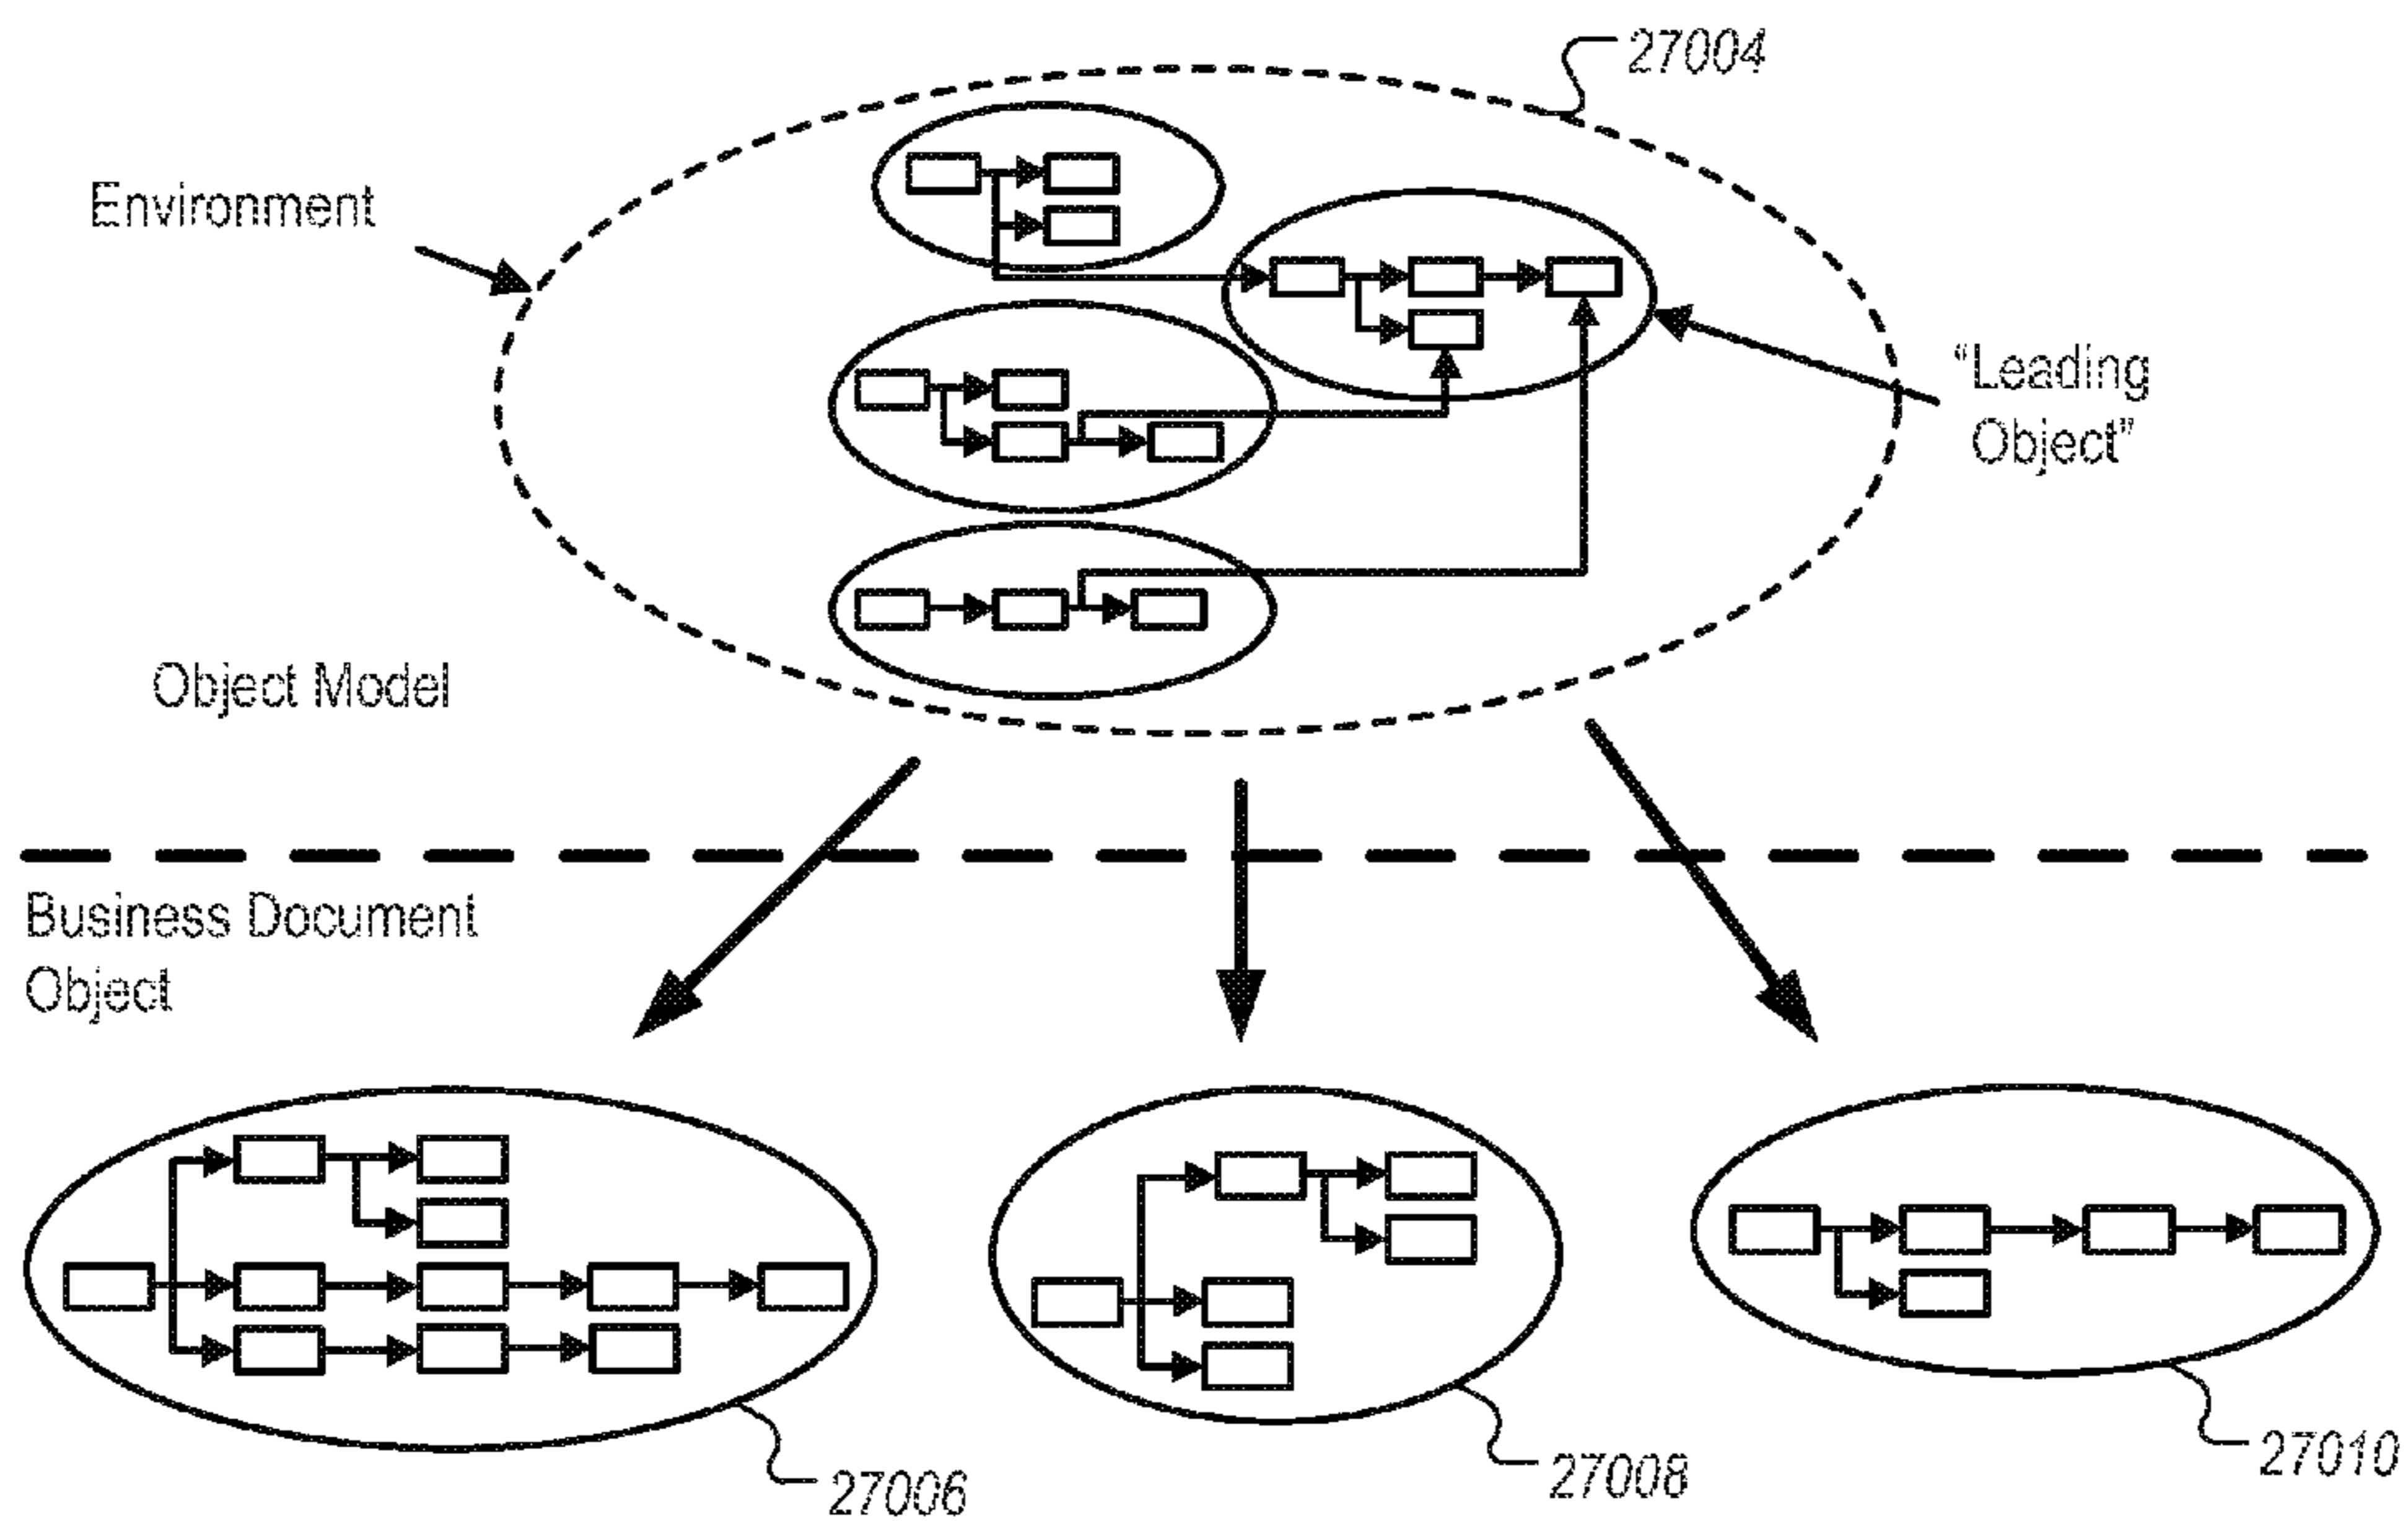 27004
Environment
"Leading
Object"
Object Model
Business Document
Object
27006
27008
27010